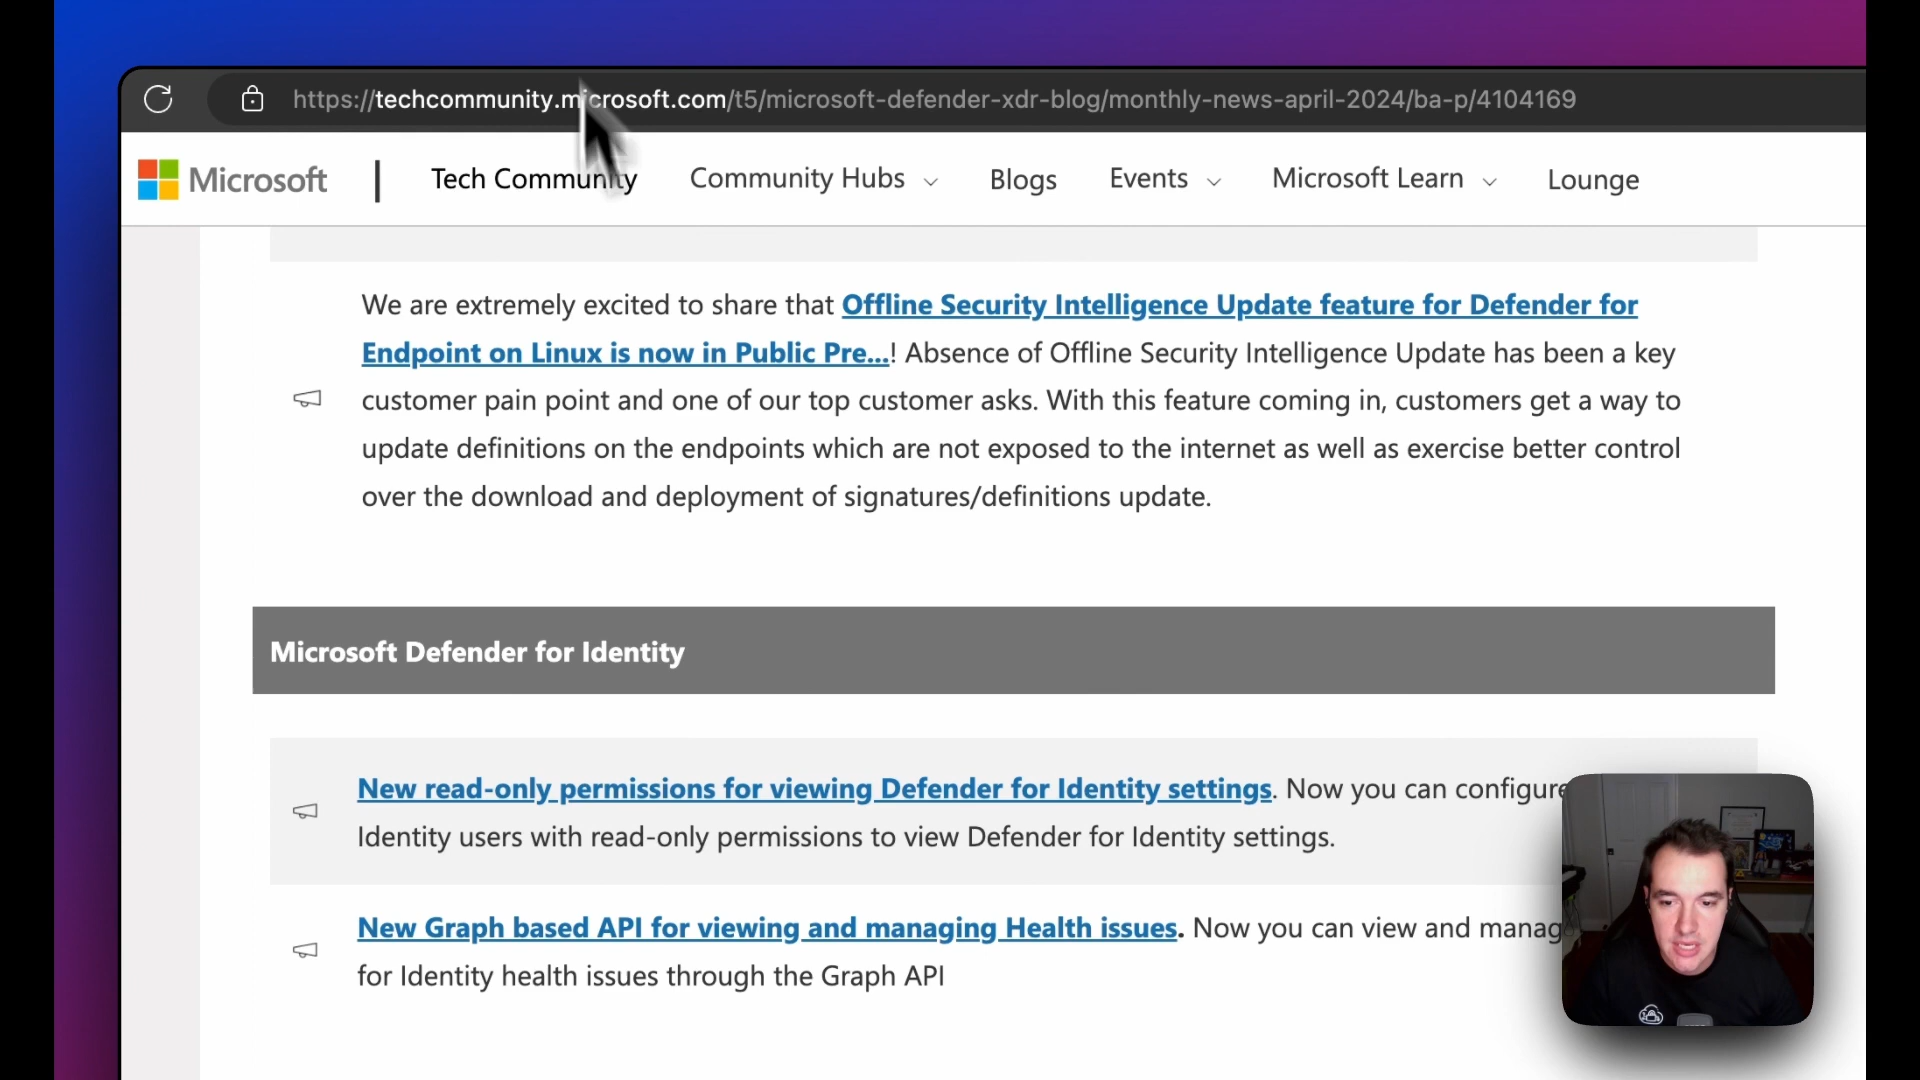 https://techcommunity.microsoft.com/t5/microsoft-defender-xdr-blog/monthly-news-april-2024/ba-p/4104169
Microsoft | Tech Community Community Hubs Blogs Events Microsoft Learn Lounge
We are extremely excited to share that Offline Security Intelligence Update feature for Defender for
Endpoint on Linux is now in Public Pre...! Absence of Offline Security Intelligence Update has been a key
customer pain point and one of our top customer asks. With this feature coming in, customers get a way to
update definitions on the endpoints which are not exposed to the internet as well as exercise better control
over the download and deployment of signatures/definitions update.
Microsoft Defender for Identity
New read-only permissions for viewing Defender for Identity settings. Now you can configure
Identity users with read-only permissions to view Defender for Identity settings.
New Graph based API for viewing and managing Health issues. Now you can view and manag
for Identity health issues through the Graph API